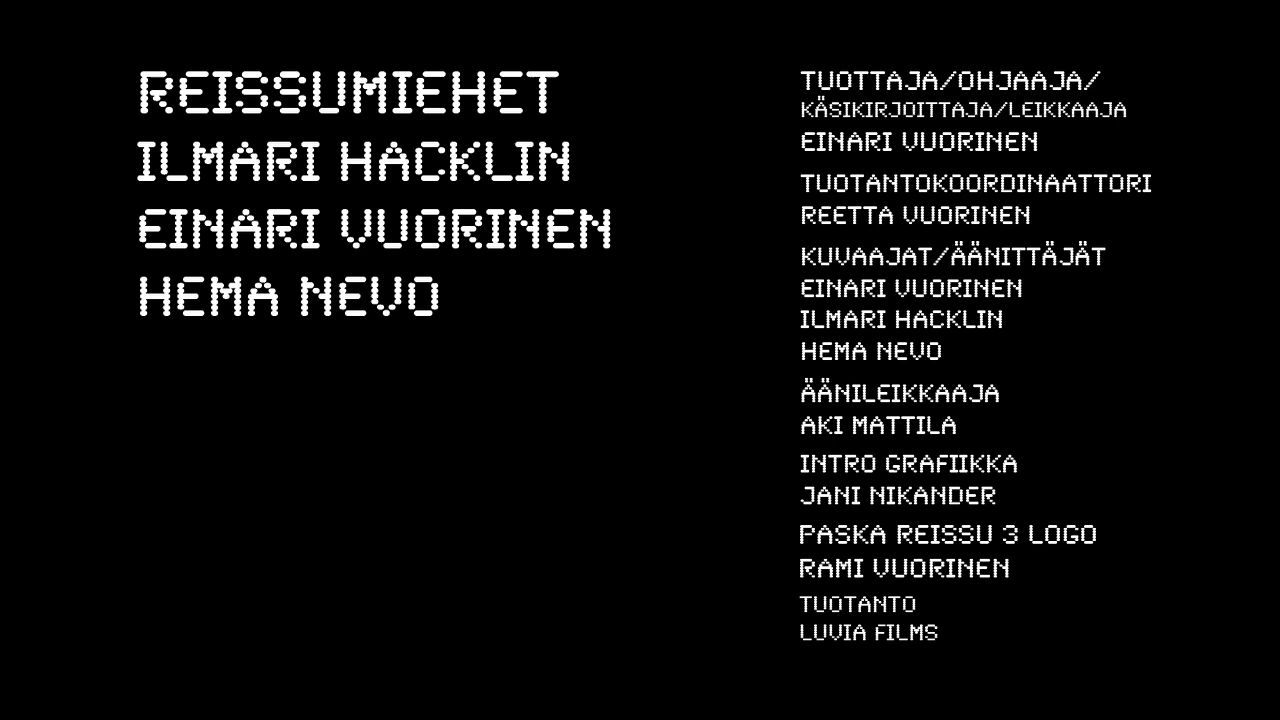 REISSUMIEHET
ILMARI HACKLIN
EINARI VUORINEN
HEMA NEVO
TUOTTAJA/OHJAAJA/
KÄSIKIRJOITTAJA/LEIKKAAJA
EINARI VUORINEN
TUOTANTOKOORDINAATTORI
REETTA VUORINEN
KUVAAJAT/ÄÄNITTÄJÄT
EINARI VUORINEN
ILMARI HACKLIN
HEMA NEVO
ÄÄNILEIKKAAJA
AKI MATTILA
INTRO GRAFIIKKA
JANI NIKANDER
PASKA REISSU 3 LOGO
RAMI VUORINEN
TUOTANTO
LUVIA FILMS